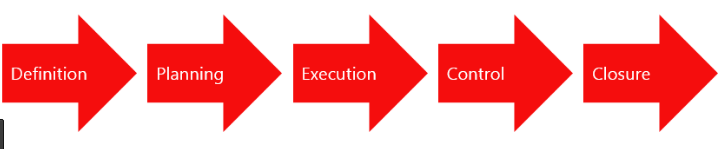 Definition
Planning
Execution
Control
Closure